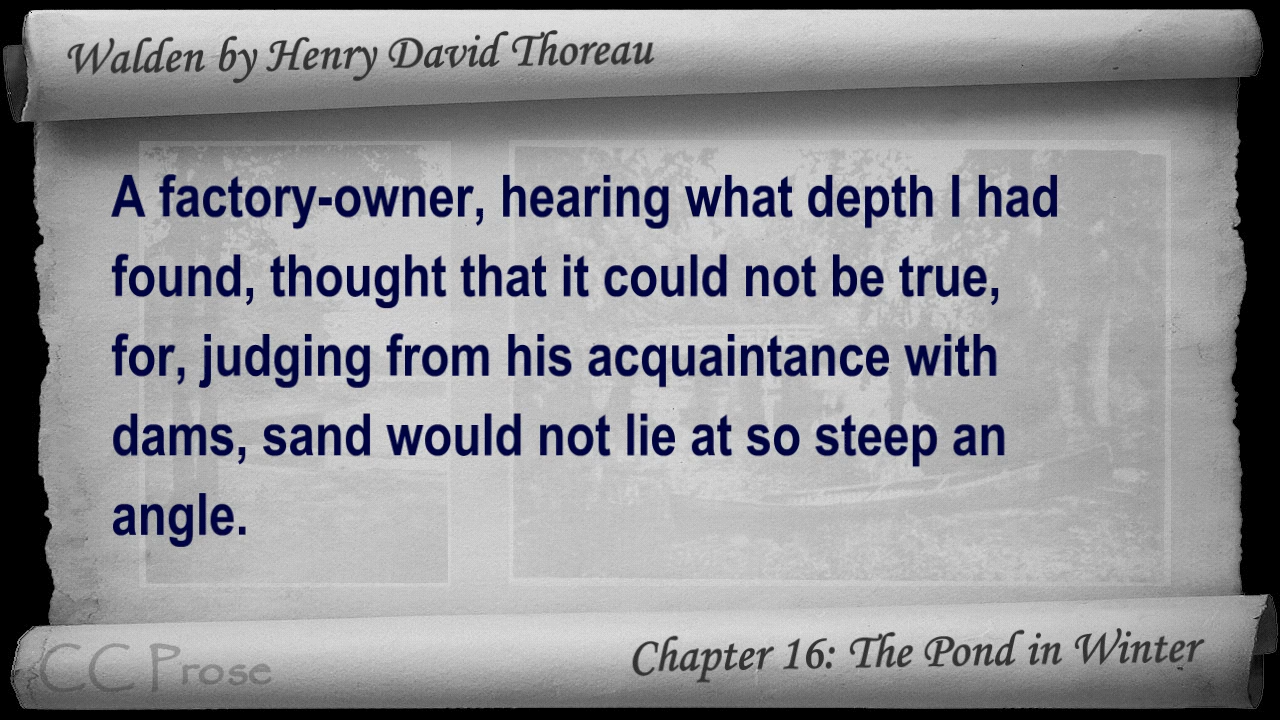 Walden by Henry David Thoreau
A factory-owner, hearing what depth I had
found, thought that it could not be true,
for, judging from his acquaintance with
dams, sand would not lie at so steep an
angle.
CC Prose
Chapter 16: The Pond in Winter